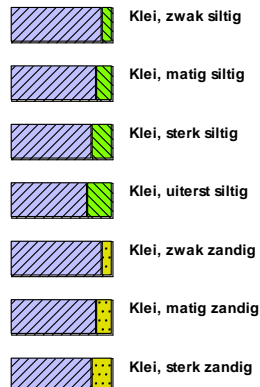 Klei, zwak siltig
Klei, matig siltig
Klei, sterk siltig
Klei, uiterst siltig
Klei, zwak zandig
Klei, matig zandig
Klei, sterk zandig